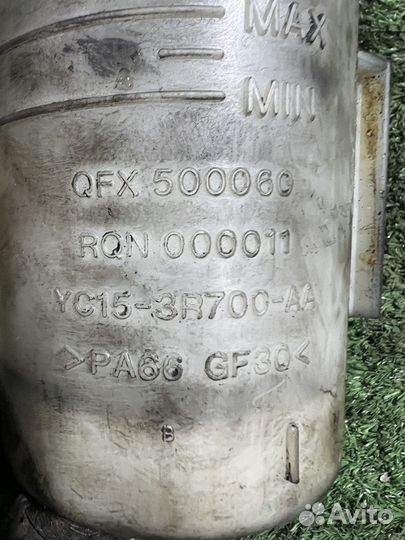 MAX
MIN
QFX 500060
RQN 000011
YC15-3R700-AA
>PA66 GF30<
B
Avito